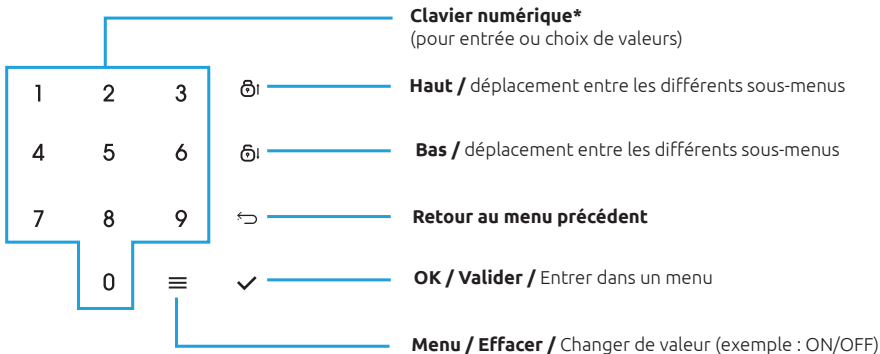 Clavier numérique*
(pour entrée ou choix de valeurs)
1 2 3
Haut / déplacement entre les différents sous-menus
4 5 6
Bas / déplacement entre les différents sous-menus
7 8 9
Retour au menu précédent
0
OK / Valider / Entrer dans un menu
Menu / Effacer / Changer de valeur (exemple : ON/OFF)